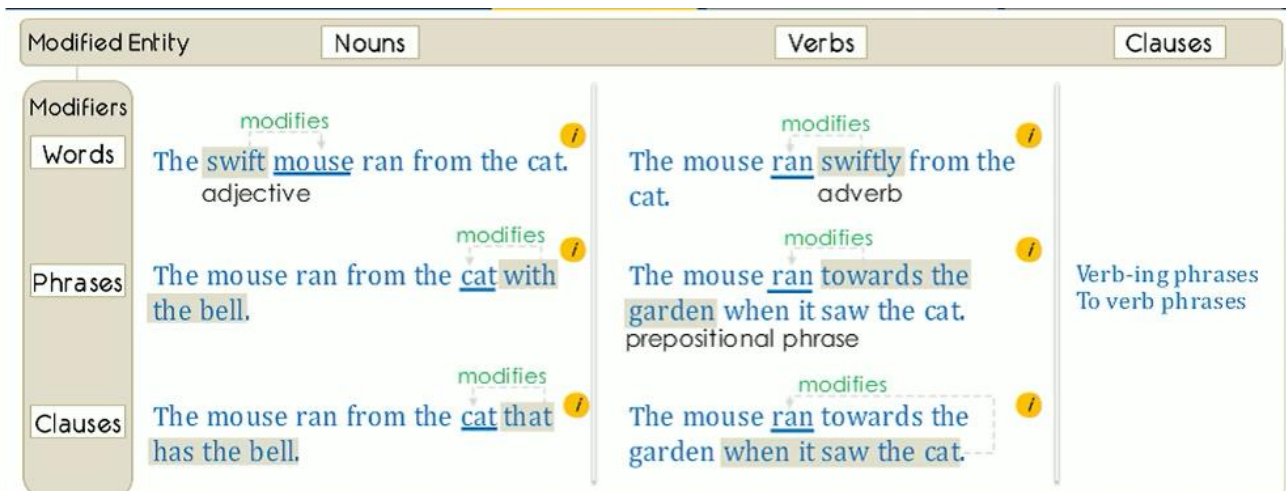 Modified Entity Nouns Verbs Clauses
Modifiers
Words
modifies
i
The swift mouse ran from the cat.
adjective
modifies
i
The mouse ran swiftly from the
cat. adverb
Phrases
modifies
i
The mouse ran from the cat with
the bell.
modifies
i
The mouse ran towards the
garden when it saw the cat.
prepositional phrase
Verb-ing phrases
To verb phrases
Clauses
modifies
i
The mouse ran from the cat that
has the bell.
modifies
i
The mouse ran towards the
garden when it saw the cat.